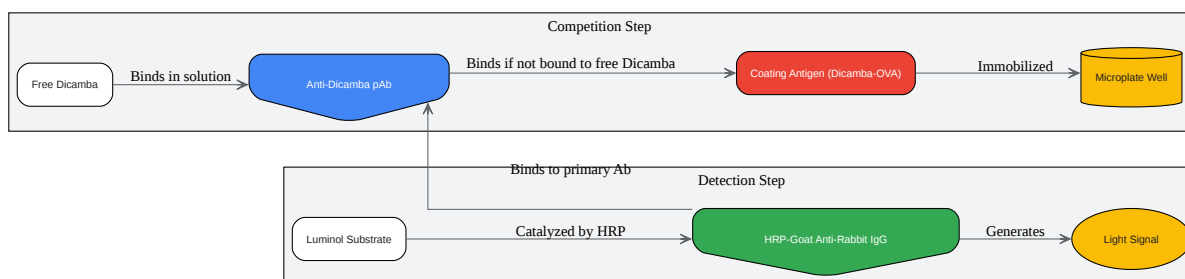 Competition Step
Free Dicamba
Binds in solution
Anti-Dicamba pAb
Binds if not bound to free Dicamba
Coating Antigen (Dicamba-OVA)
Immobilized
Microplate Well
Binds to primary Ab
Detection Step
Luminol Substrate
Catalyzed by HRP
HRP-Goat Anti-Rabbit IgG
Generates
Light Signal